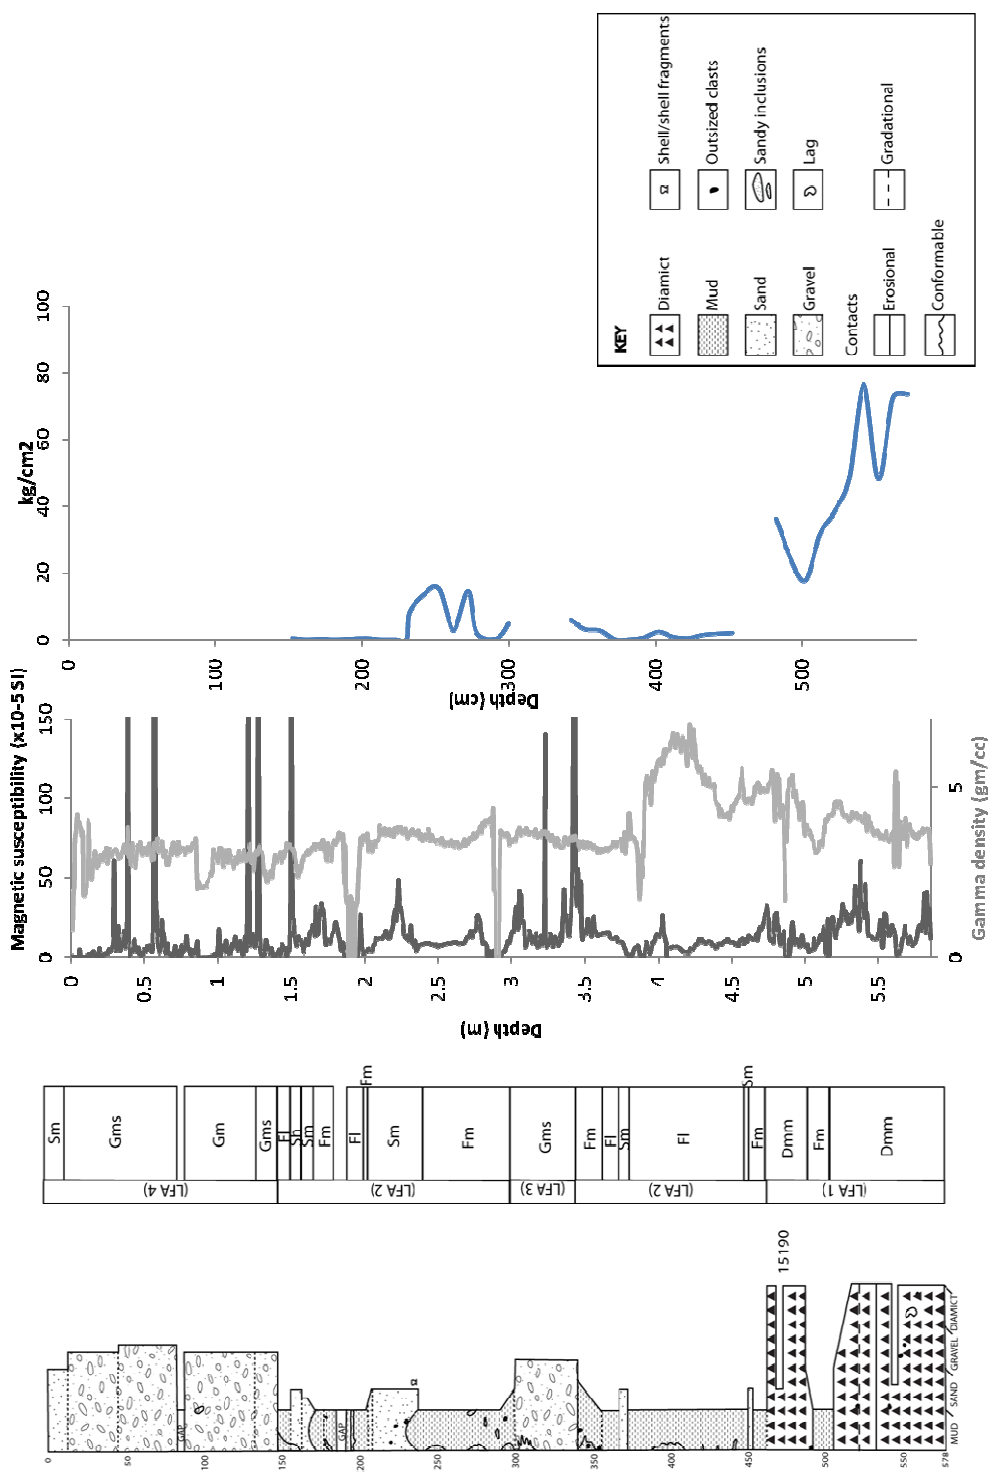 kg/cm2
0
20
40
60
80
100
0
100
200
300
400
500
Depth (cm)
KEY
Diamict
Mud
Sand
Gravel
Contacts
Erosional
Conformable
Shell/shell fragments
Outsized clasts
Sandy inclusions
Lag
Gradational
Magnetic susceptibility (x10-5 SI)
0
50
100
150
0
0.5
1
1.5
2
2.5
3
3.5
4
4.5
5
5.5
Depth (m)
0
5
Gamma density (gm/cc)
Sm
Gms
Gm
Gms
Fl
Sh
Sm
Fm
Fl
Fm
Sm
Fm
Gms
Fm
Fl
Sm
Fl
Sm
Fm
Dmm
Fm
Dmm
(LFA 4)
(LFA 2)
(LFA 3)
(LFA 2)
(LFA 1)
15190
GAP
GAP
0
50
100
150
200
250
300
350
400
450
500
550
578
MUD
SAND
GRAVEL
DIAMICT